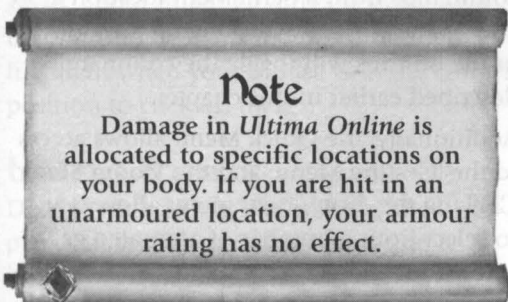 Note
Damage in Ultima Online is
allocated to specific locations on
your body. If you are hit in an
unarmoured location, your armour
rating has no effect.